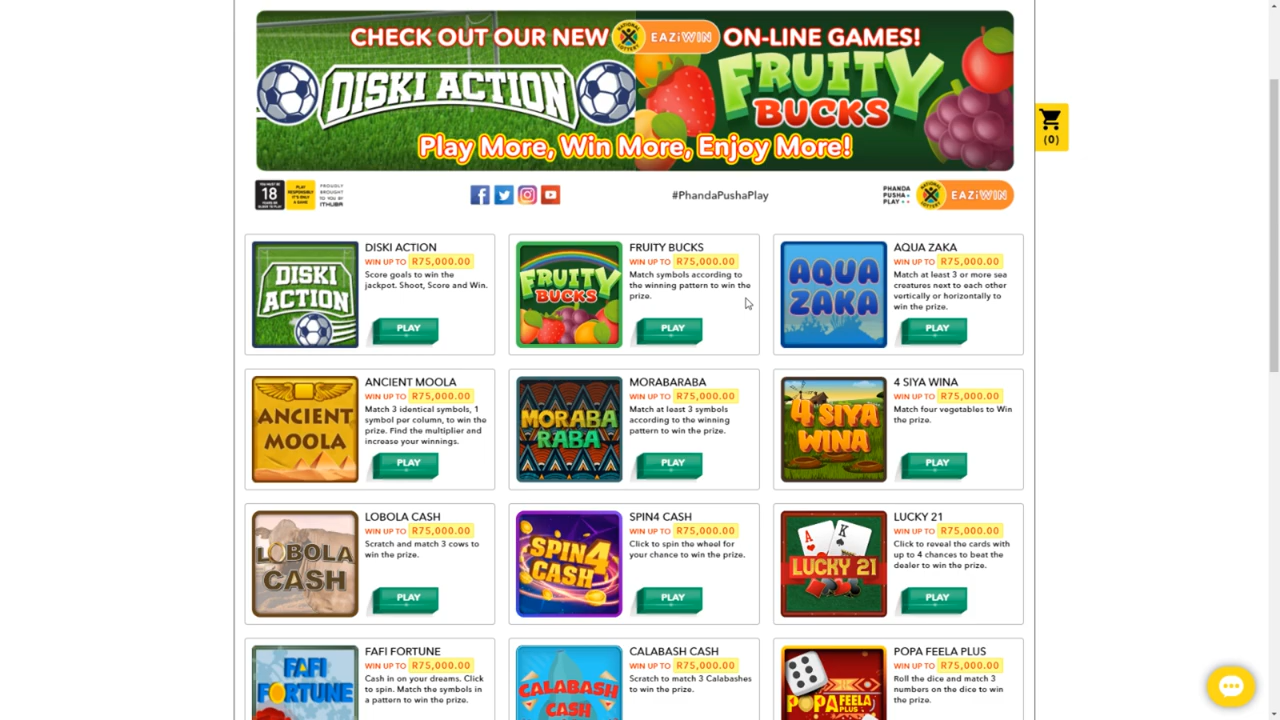 CHECK OUT OUR NEW NATIONAL LOTTERY EAZiWIN ON-LINE GAMES!
DISKI ACTION
FRUITY BUCKS
Play More, Win More, Enjoy More!
(0)
18
PLAY RESPONSIBLY IT'S ONLY A GAME
PROUDLY BROUGHT TO YOU BY ITHUBA
#PhandaPushaPlay
PHANDA PUSHA PLAY
EAZiWIN
DISKI ACTION
DISKI ACTION
WIN UP TO R75,000.00
Score goals to win the
jackpot. Shoot, Score and Win.
PLAY
FRUITY BUCKS
FRUITY BUCKS
WIN UP TO R75,000.00
Match symbols according to
the winning pattern to win the
prize.
PLAY
AQUA ZAKA
AQUA ZAKA
WIN UP TO R75,000.00
Match at least 3 or more sea
creatures next to each other
vertically or horizontally to
win the prize.
PLAY
ANCIENT MOOLA
ANCIENT MOOLA
WIN UP TO R75,000.00
Match 3 identical symbols, 1
symbol per column, to win the
prize. Find the multiplier and
increase your winnings.
PLAY
MORABA RABA
MORABARABA
WIN UP TO R75,000.00
Match at least 3 symbols
according to the winning
pattern to win the prize.
PLAY
4 SIYA WINA
4 SIYA WINA
WIN UP TO R75,000.00
Match four vegetables to Win
the prize.
PLAY
LOBOLA CASH
LOBOLA CASH
WIN UP TO R75,000.00
Scratch and match 3 cows to
win the prize.
PLAY
SPIN4 CASH
SPIN4 CASH
WIN UP TO R75,000.00
Click to spin the wheel for
your chance to win the prize.
PLAY
A K
LUCKY 21
LUCKY 21
WIN UP TO R75,000.00
Click to reveal the cards with
up to 4 chances to beat the
dealer to win the prize.
PLAY
FAFI FORTUNE
FAFI FORTUNE
WIN UP TO R75,000.00
Cash in on your dreams. Click
to spin. Match the symbols in
a pattern to win the prize.
CALABASH CASH
CALABASH CASH
WIN UP TO R75,000.00
Scratch to match 3 Calabashes
to win the prize.
POPA FEELA PLUS
POPA FEELA PLUS
WIN UP TO R75,000.00
Roll the dice and match 3
numbers on the dice to win
the prize.